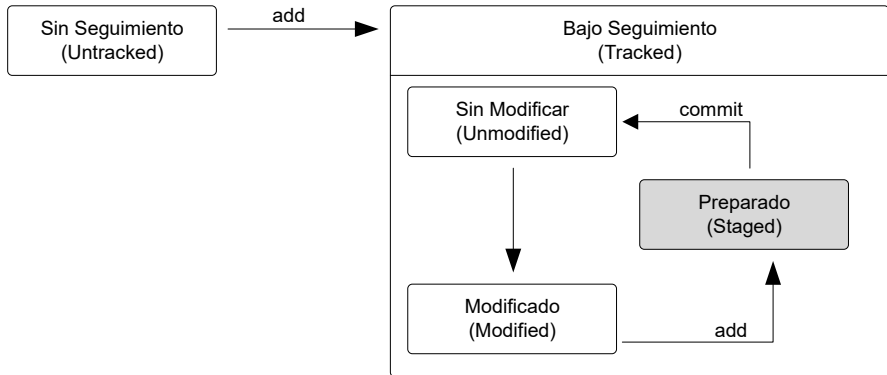 Sin Seguimiento
(Untracked)
add
Bajo Seguimiento
(Tracked)
Sin Modificar
(Unmodified)
commit
Preparado
(Staged)
Modificado
(Modified)
add